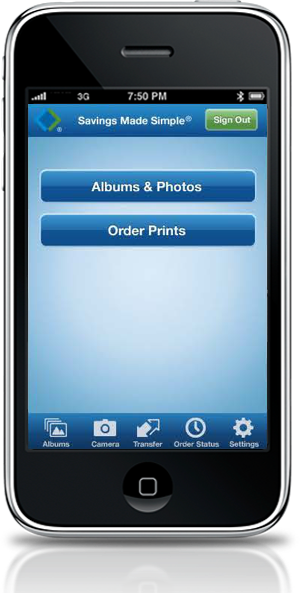 3G 7:50 PM
Savings Made Simple® Sign Out
Albums & Photos
Order Prints
Albums Camera Transfer Order Status Settings